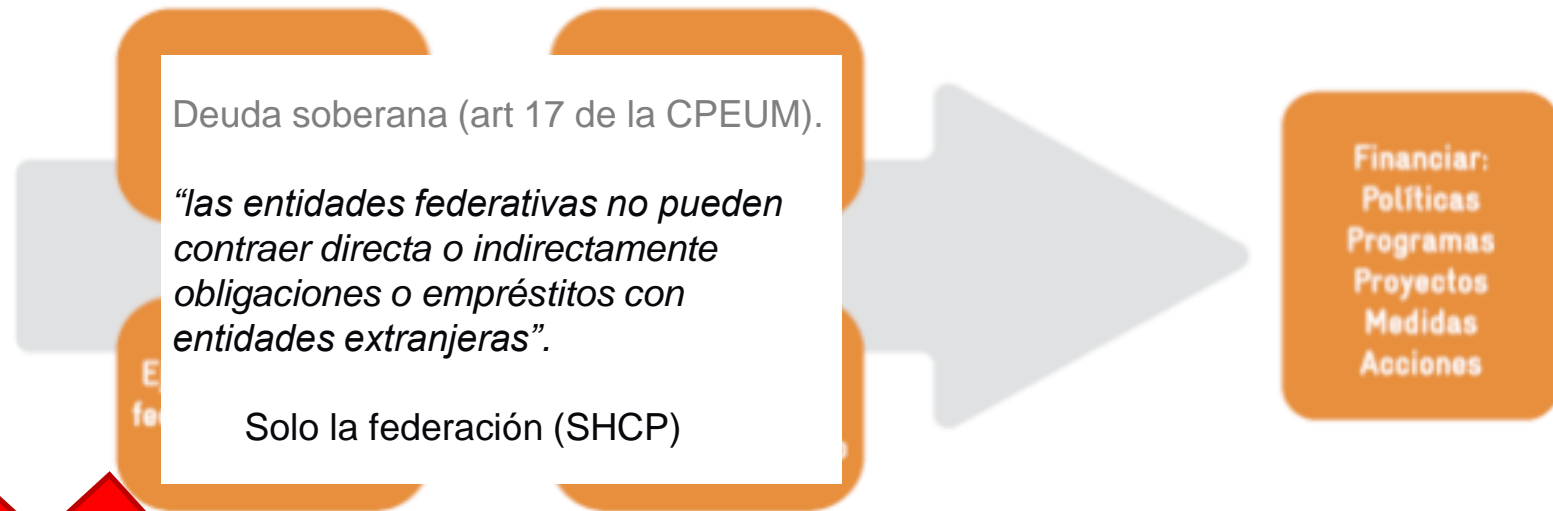 Deuda soberana (art 17 de la CPEUM).
“las entidades federativas no pueden
contraer directa o indirectamente
obligaciones o empréstitos con
entidades extranjeras”.
Solo la federación (SHCP)
Financiar:
Políticas
Programas
Proyectos
Medidas
Acciones